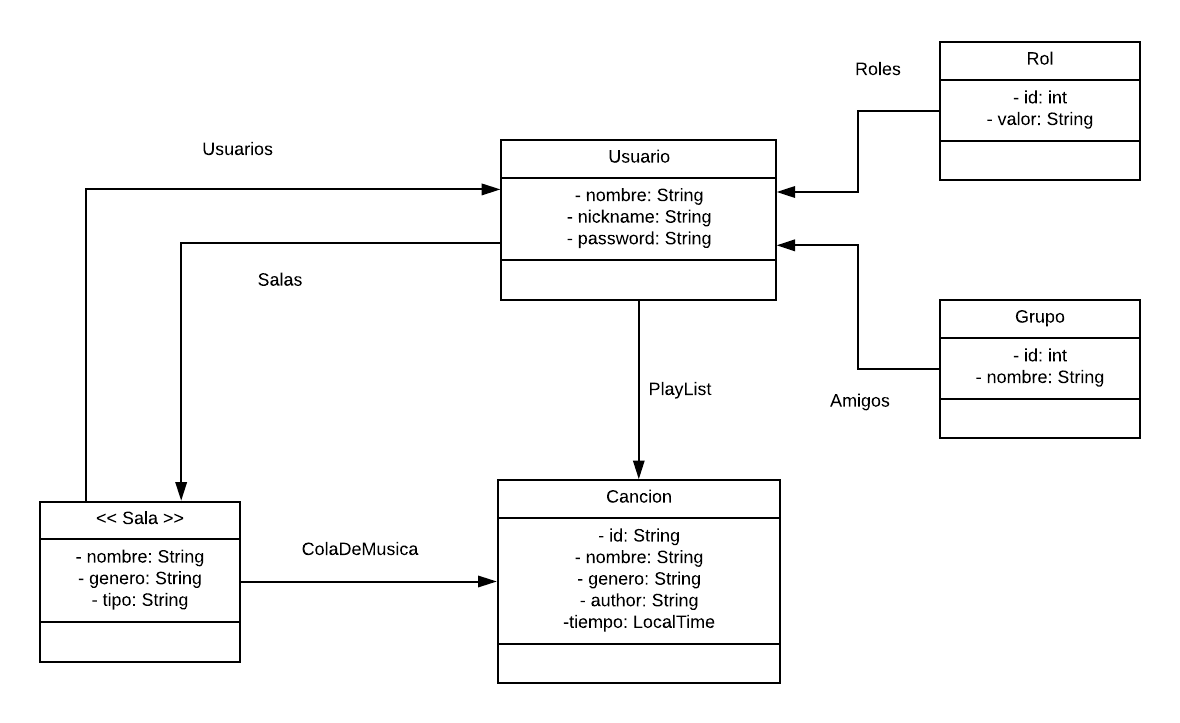 Rol
- id: int
- valor: String
Roles
Usuarios
Usuario
- nombre: String
- nickname: String
- password: String
Salas
Grupo
- id: int
- nombre: String
Amigos
PlayList
<< Sala >>
- nombre: String
- genero: String
- tipo: String
ColaDeMusica
Cancion
- id: String
- nombre: String
- genero: String
- author: String
-tiempo: LocalTime